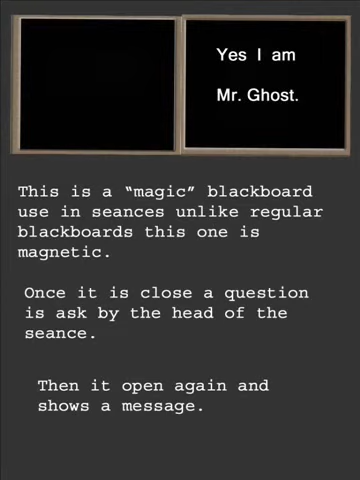 Yes I am
Mr. Ghost.
This is a “magic” blackboard
use in seances unlike regular
blackboards this one is
magnetic.
Once it is close a question
is ask by the head of the
seance.
Then it open again and
shows a message.